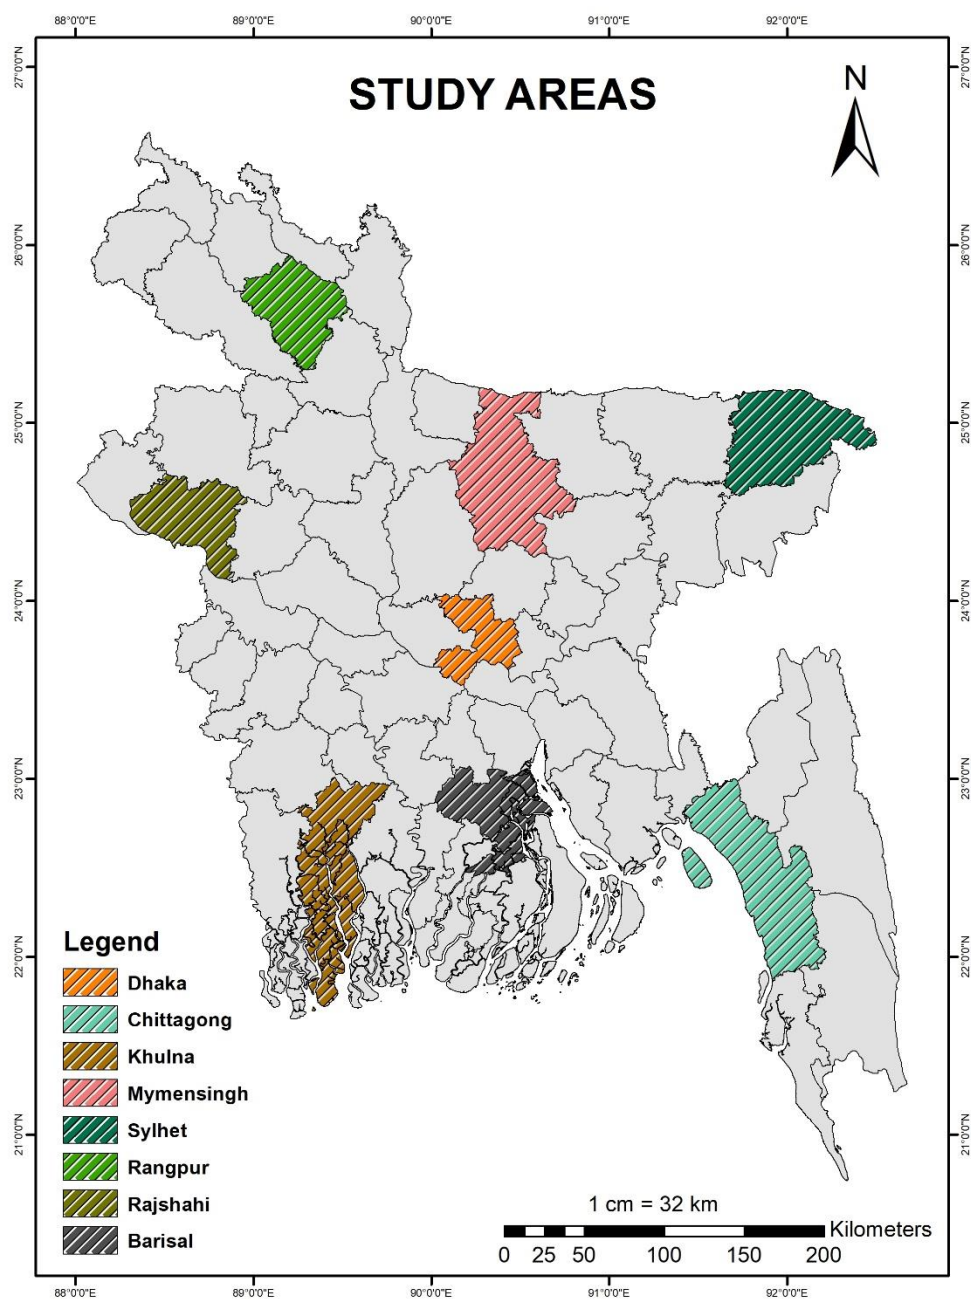 88°0'0"E 89°0'0"E 90°0'0"E 91°0'0"E 92°0'0"E
27°0'0"N 27°0'0"N
STUDY AREAS
N
26°0'0"N 26°0'0"N
25°0'0"N 25°0'0"N
24°0'0"N 24°0'0"N
23°0'0"N 23°0'0"N
22°0'0"N 22°0'0"N
21°0'0"N 21°0'0"N
Legend
Dhaka
Chittagong
Khulna
Mymensingh
Sylhet
Rangpur
Rajshahi
Barisal
1 cm = 32 km
Kilometers
0 25 50 100 150 200
88°0'0"E 89°0'0"E 90°0'0"E 91°0'0"E 92°0'0"E